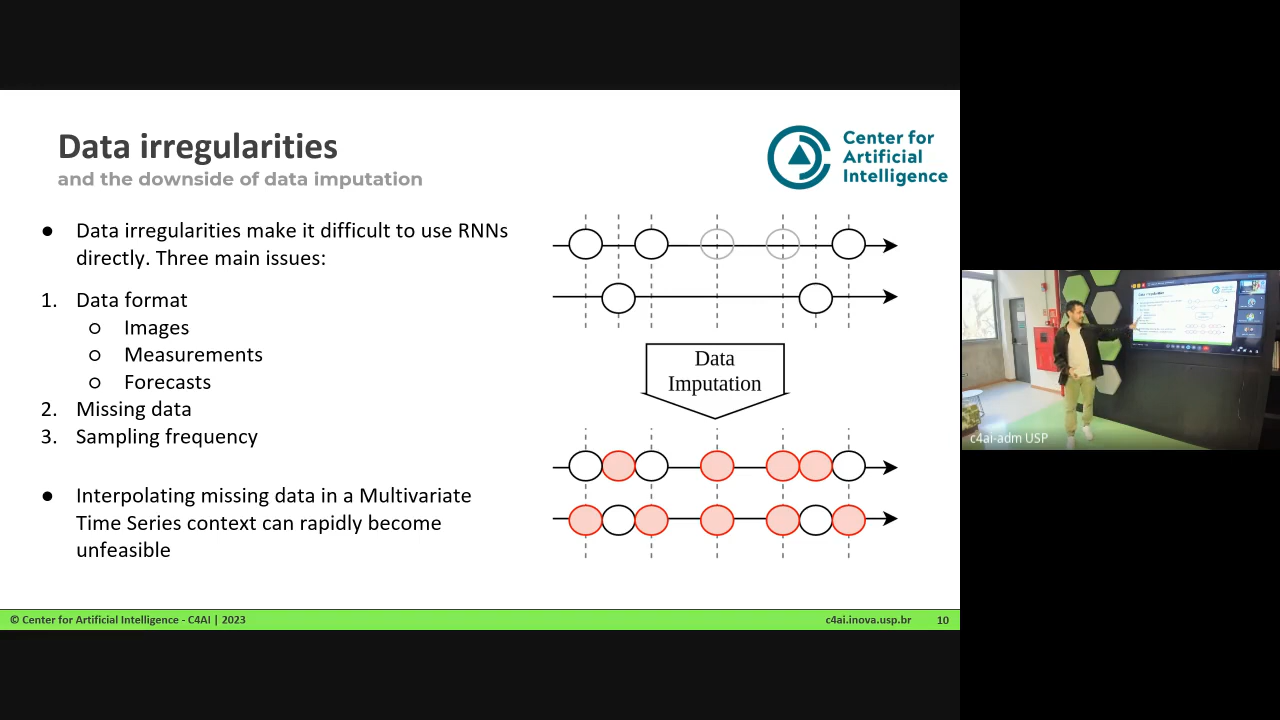 Data irregularities
and the downside of data imputation
Center for
Artificial
Intelligence
● Data irregularities make it difficult to use RNNs
directly. Three main issues:
1. Data format
○ Images
○ Measurements
○ Forecasts
2. Missing data
3. Sampling frequency
● Interpolating missing data in a Multivariate
Time Series context can rapidly become
unfeasible
Data
Imputation
© Center for Artificial Intelligence - C4AI | 2023
c4ai.inova.usp.br 10
c4ai-adm USP